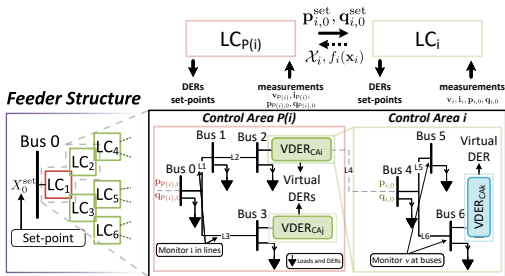 p_{i,0}^{set}, q_{i,0}^{set}
LC_{P(i)}
LC_i
𝒳_i, f_i(x_i)
DERs
set-points
measurements
v_{P(i)}, i_{P(i)},
p_{P(i),0}, q_{P(i),0}
DERs
set-points
measurements
v_i, i_i, p_{i,0}, q_{i,0}
Feeder Structure
Bus 0
X_0^{set}
LC_1
LC_2
LC_3
LC_4
LC_5
LC_6
Set-point
Control Area P(i)
Bus 1
Bus 2
Bus 0
L1
L2
VDER_{CAi}
p_{P(i),0}
q_{P(i),0}
Virtual
DERs
Bus 3
L3
VDER_{CAj}
Monitor i in lines
Loads and DERs
L4
Control Area i
Bus 5
Virtual
DER
Bus 4
L5
p_{i,0}
q_{i,0}
VDER_{CAk}
Bus 6
L6
Monitor v at buses